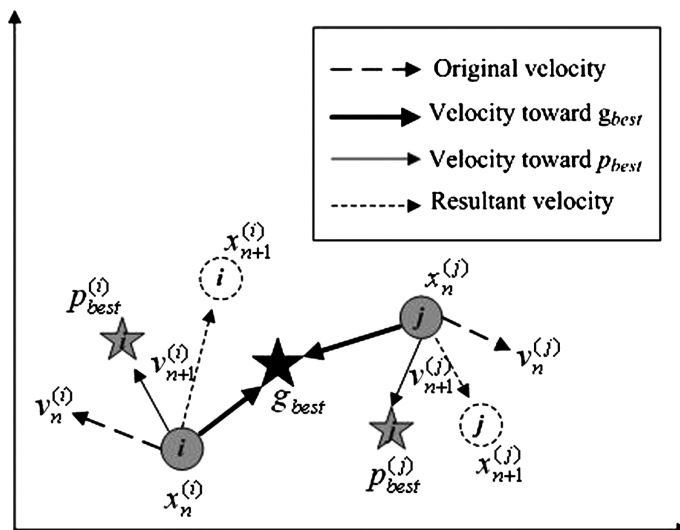 Original velocity
Velocity toward g_best
Velocity toward p_best
Resultant velocity
x_{n+1}^{(i)}
i
x_n^{(j)}
j
p_best^{(i)}
i
v_{n+1}^{(i)}
v_n^{(j)}
v_n^{(i)}
g_best
v_{n+1}^{(j)}
i
j
j
x_n^{(i)}
p_best^{(j)}
x_{n+1}^{(j)}